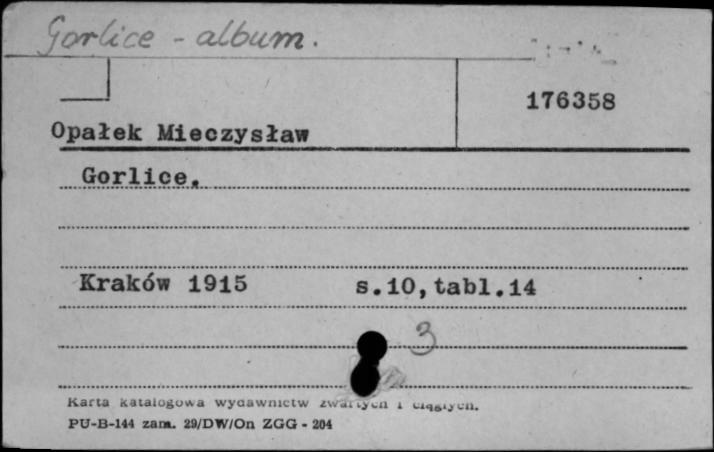 Gorlice - album.
176358
Opałek Mieczysław
Gorlice.
Kraków 1915 s.10,tabl.14
3
Karta katalogowa wydawnictw zwartych i ciągłych.
PU-B-144 zam. 29/DW/On ZGG - 204